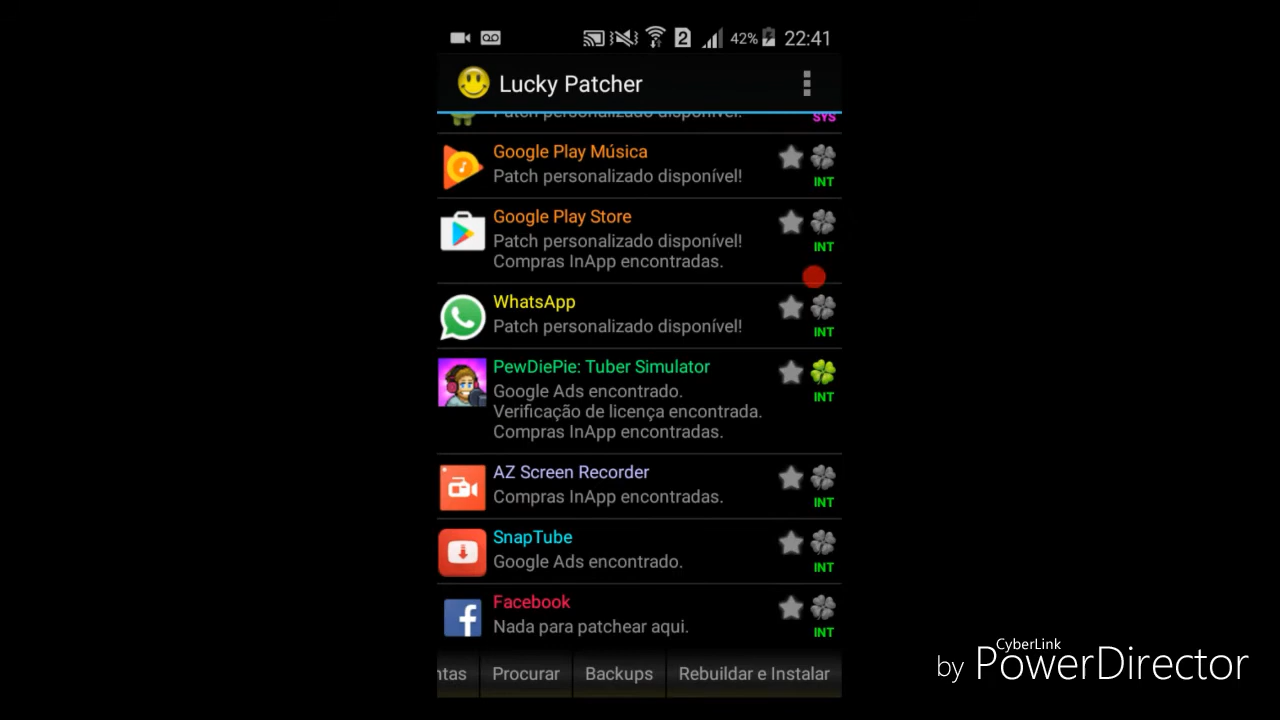 2 42% 22:41
Lucky Patcher
Patch personalizado disponível!
SYS
Google Play Música
Patch personalizado disponível!
INT
Google Play Store
Patch personalizado disponível!
Compras InApp encontradas.
INT
WhatsApp
Patch personalizado disponível!
INT
PewDiePie: Tuber Simulator
Google Ads encontrado.
Verificação de licença encontrada.
Compras InApp encontradas.
INT
AZ Screen Recorder
Compras InApp encontradas.
INT
SnapTube
Google Ads encontrado.
INT
Facebook
Nada para patchear aqui.
INT
ntas Procurar Backups Rebuildar e Instalar
CyberLink
by PowerDirector